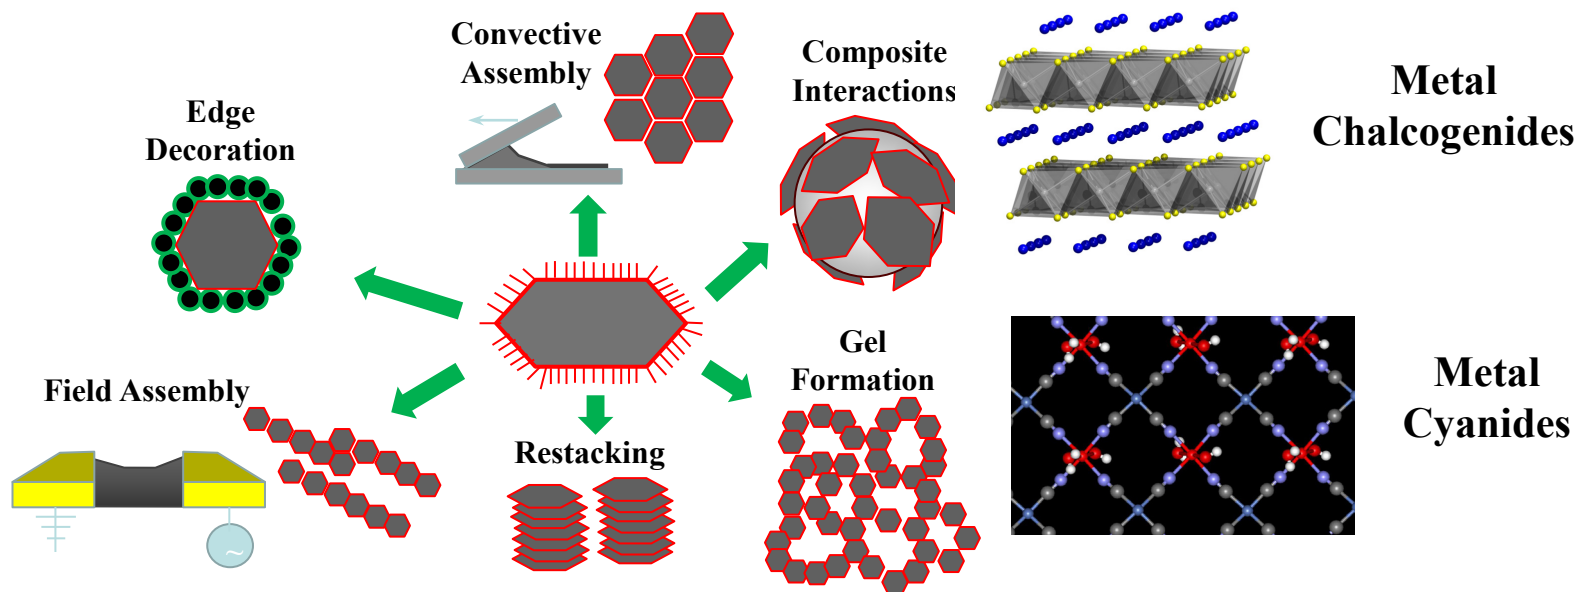 Convective
Assembly
Composite
Interactions
Metal
Chalcogenides
Edge
Decoration
Gel
Formation
Metal
Cyanides
Field Assembly
Restacking
~